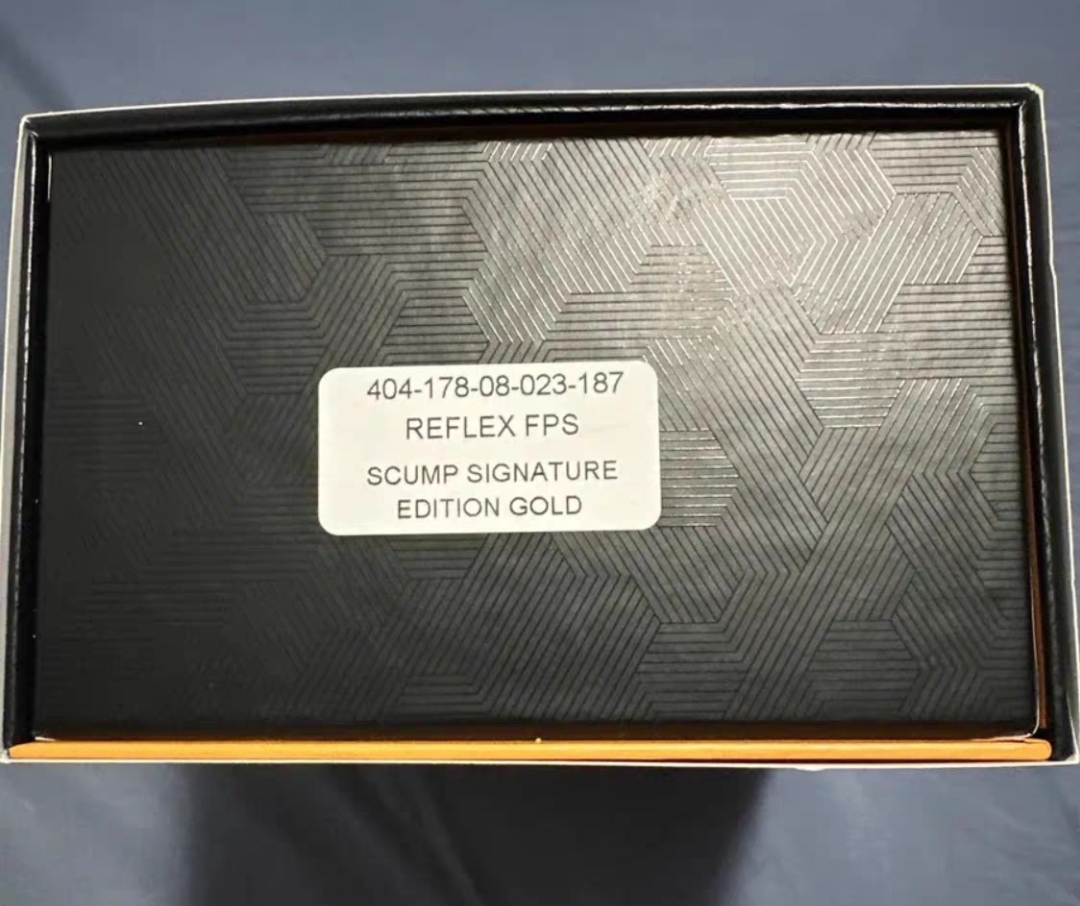 404-178-08-023-187
REFLEX FPS
SCUMP SIGNATURE
EDITION GOLD